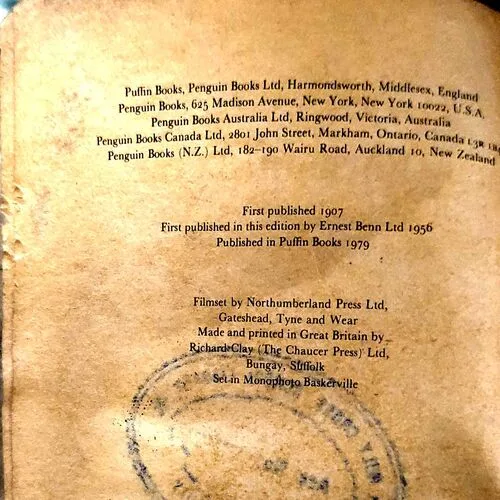 Puffin Books, Penguin Books Ltd, Harmondsworth, Middlesex, England
Penguin Books, 625 Madison Avenue, New York, New York 10022, U.S.A.
Penguin Books Australia Ltd, Ringwood, Victoria, Australia
Penguin Books Canada Ltd, 2801 John Street, Markham, Ontario, Canada L3R
Penguin Books (N.Z.) Ltd, 182–190 Wairu Road, Auckland 10, New Zealand
First published 1907
First published in this edition by Ernest Benn Ltd 1956
Published in Puffin Books 1979
Filmset by Northumberland Press Ltd,
Gateshead, Tyne and Wear
Made and printed in Great Britain by
Richard Clay (The Chaucer Press) Ltd,
Bungay, Suffolk
Set in Monophoto Baskerville